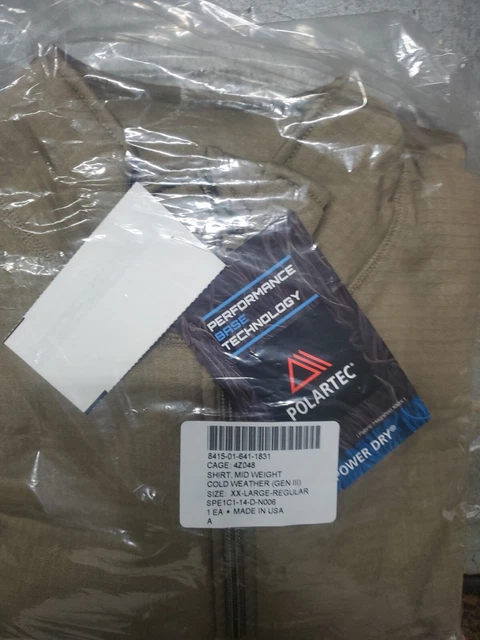 PERFORMANCE
BASE
TECHNOLOGY
POLARTEC®
POWER DRY®
8415-01-641-1831
CAGE: 4Z048
SHIRT, MID WEIGHT
COLD WEATHER (GEN III)
SIZE: XX-LARGE-REGULAR
SPE1C1-14-D-N006
1 EA • MADE IN USA
A